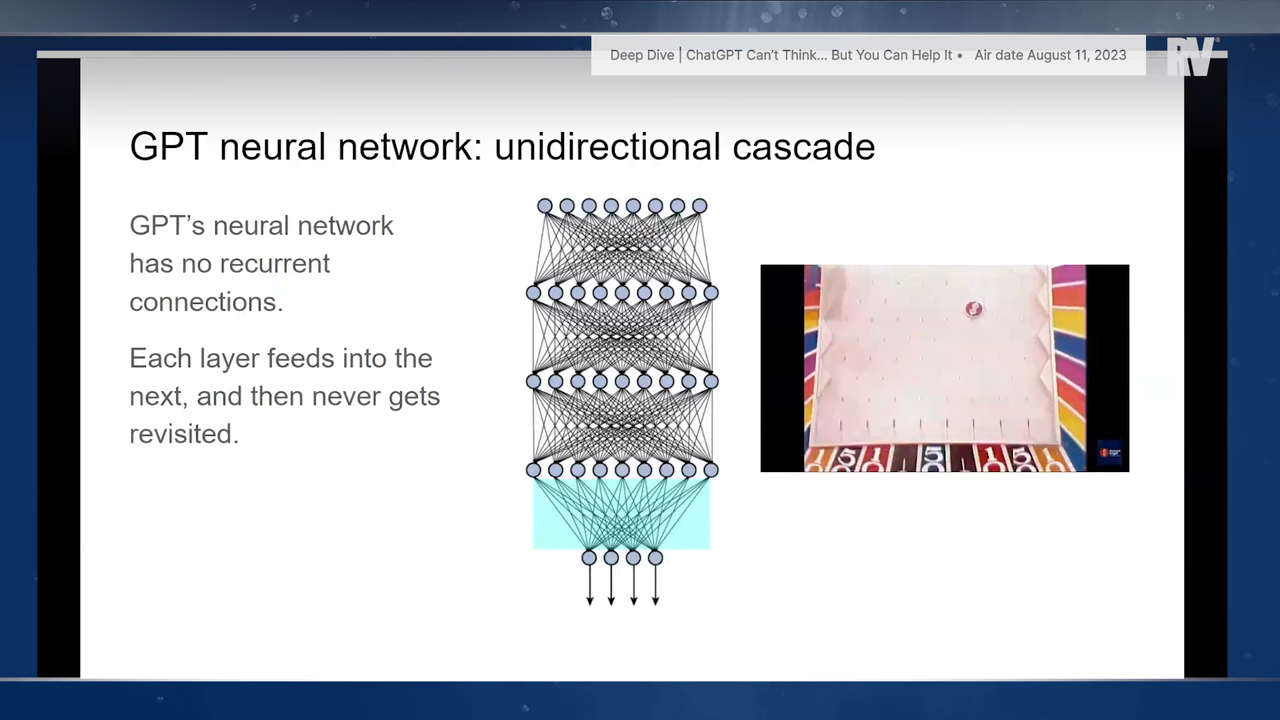 Deep Dive | ChatGPT Can’t Think... But You Can Help It • Air date August 11, 2023
RV
GPT neural network: unidirectional cascade
GPT’s neural network
has no recurrent
connections.
Each layer feeds into the
next, and then never gets
revisited.